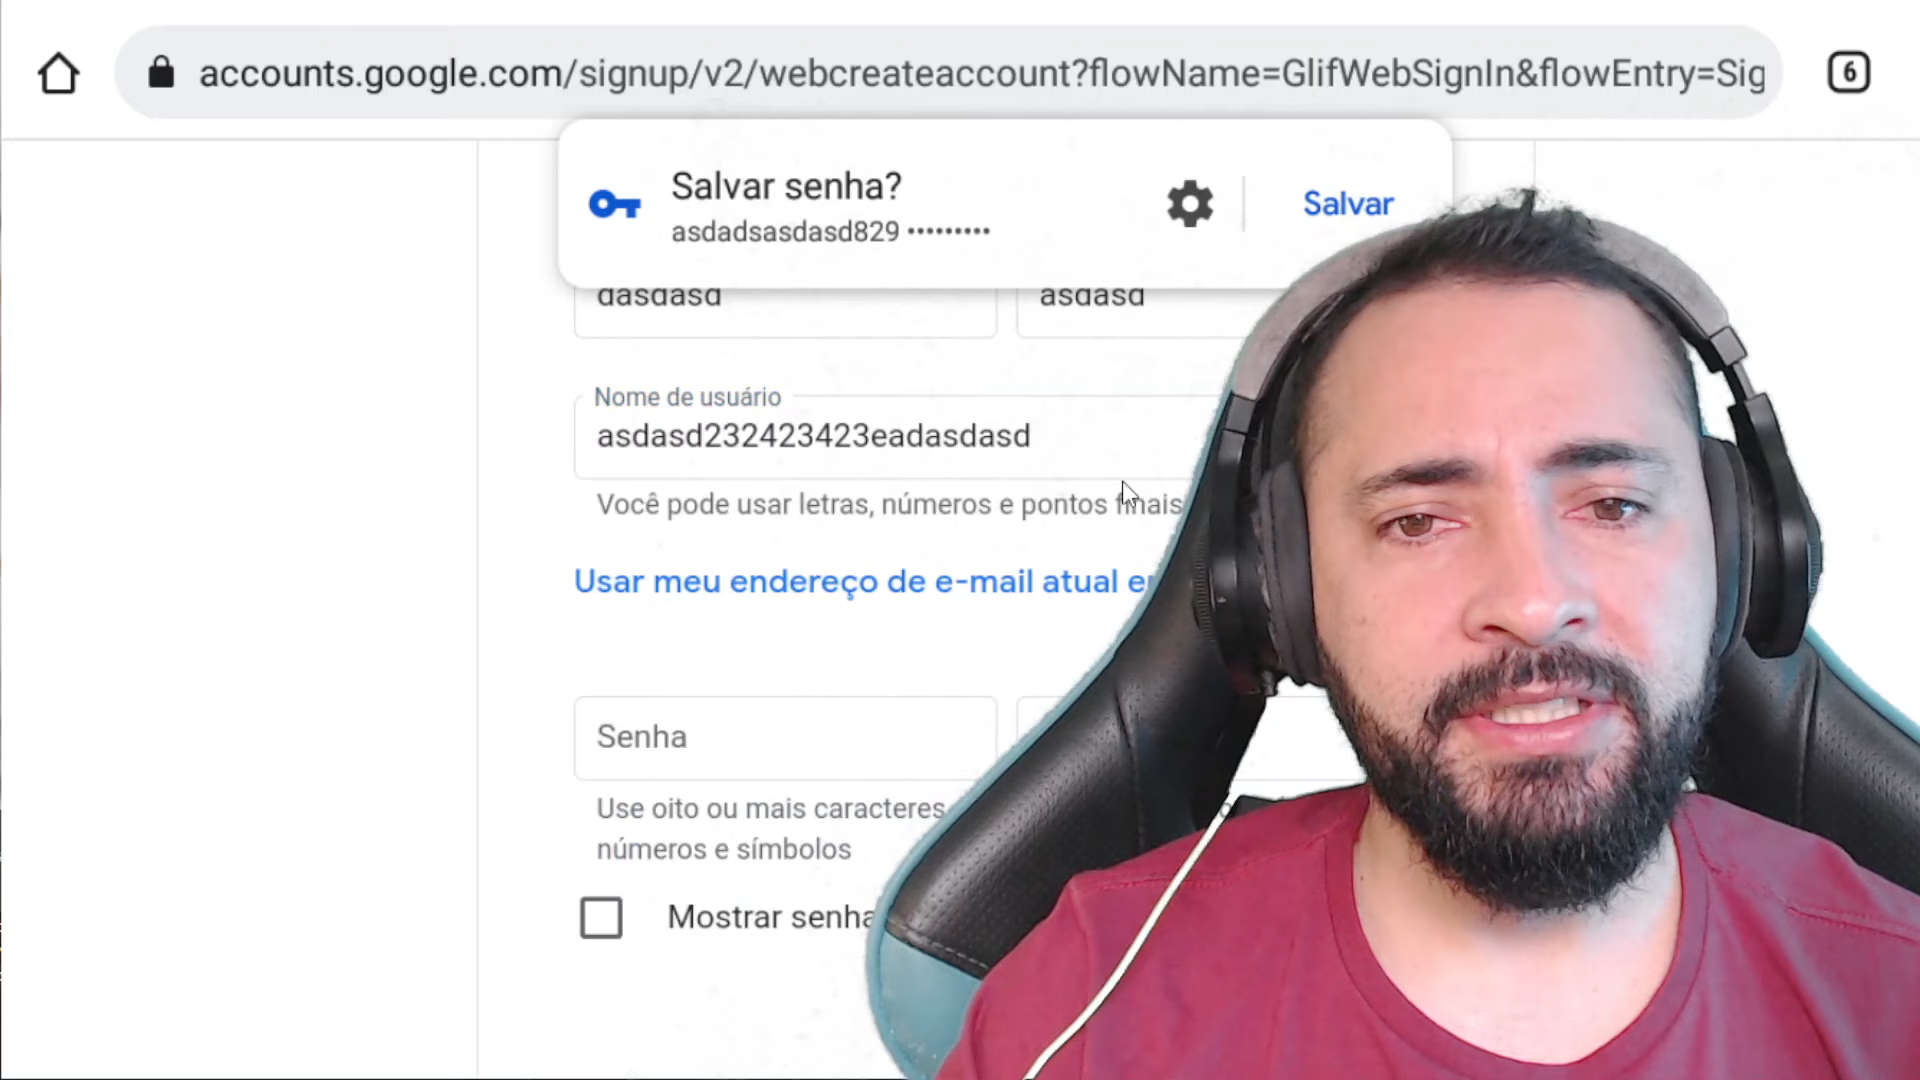 accounts.google.com/signup/v2/webcreateaccount?flowName=GlifWebSignIn&flowEntry=Sig
6
Salvar senha?
asdadsasdasd829 •••••••••
Salvar
dasdasd
asdasd
Nome de usuário
asdasd232423423eadasdasd
Você pode usar letras, números e pontos finais
Usar meu endereço de e-mail atual
Senha
Use oito ou mais caracteres
números e símbolos
Mostrar senha